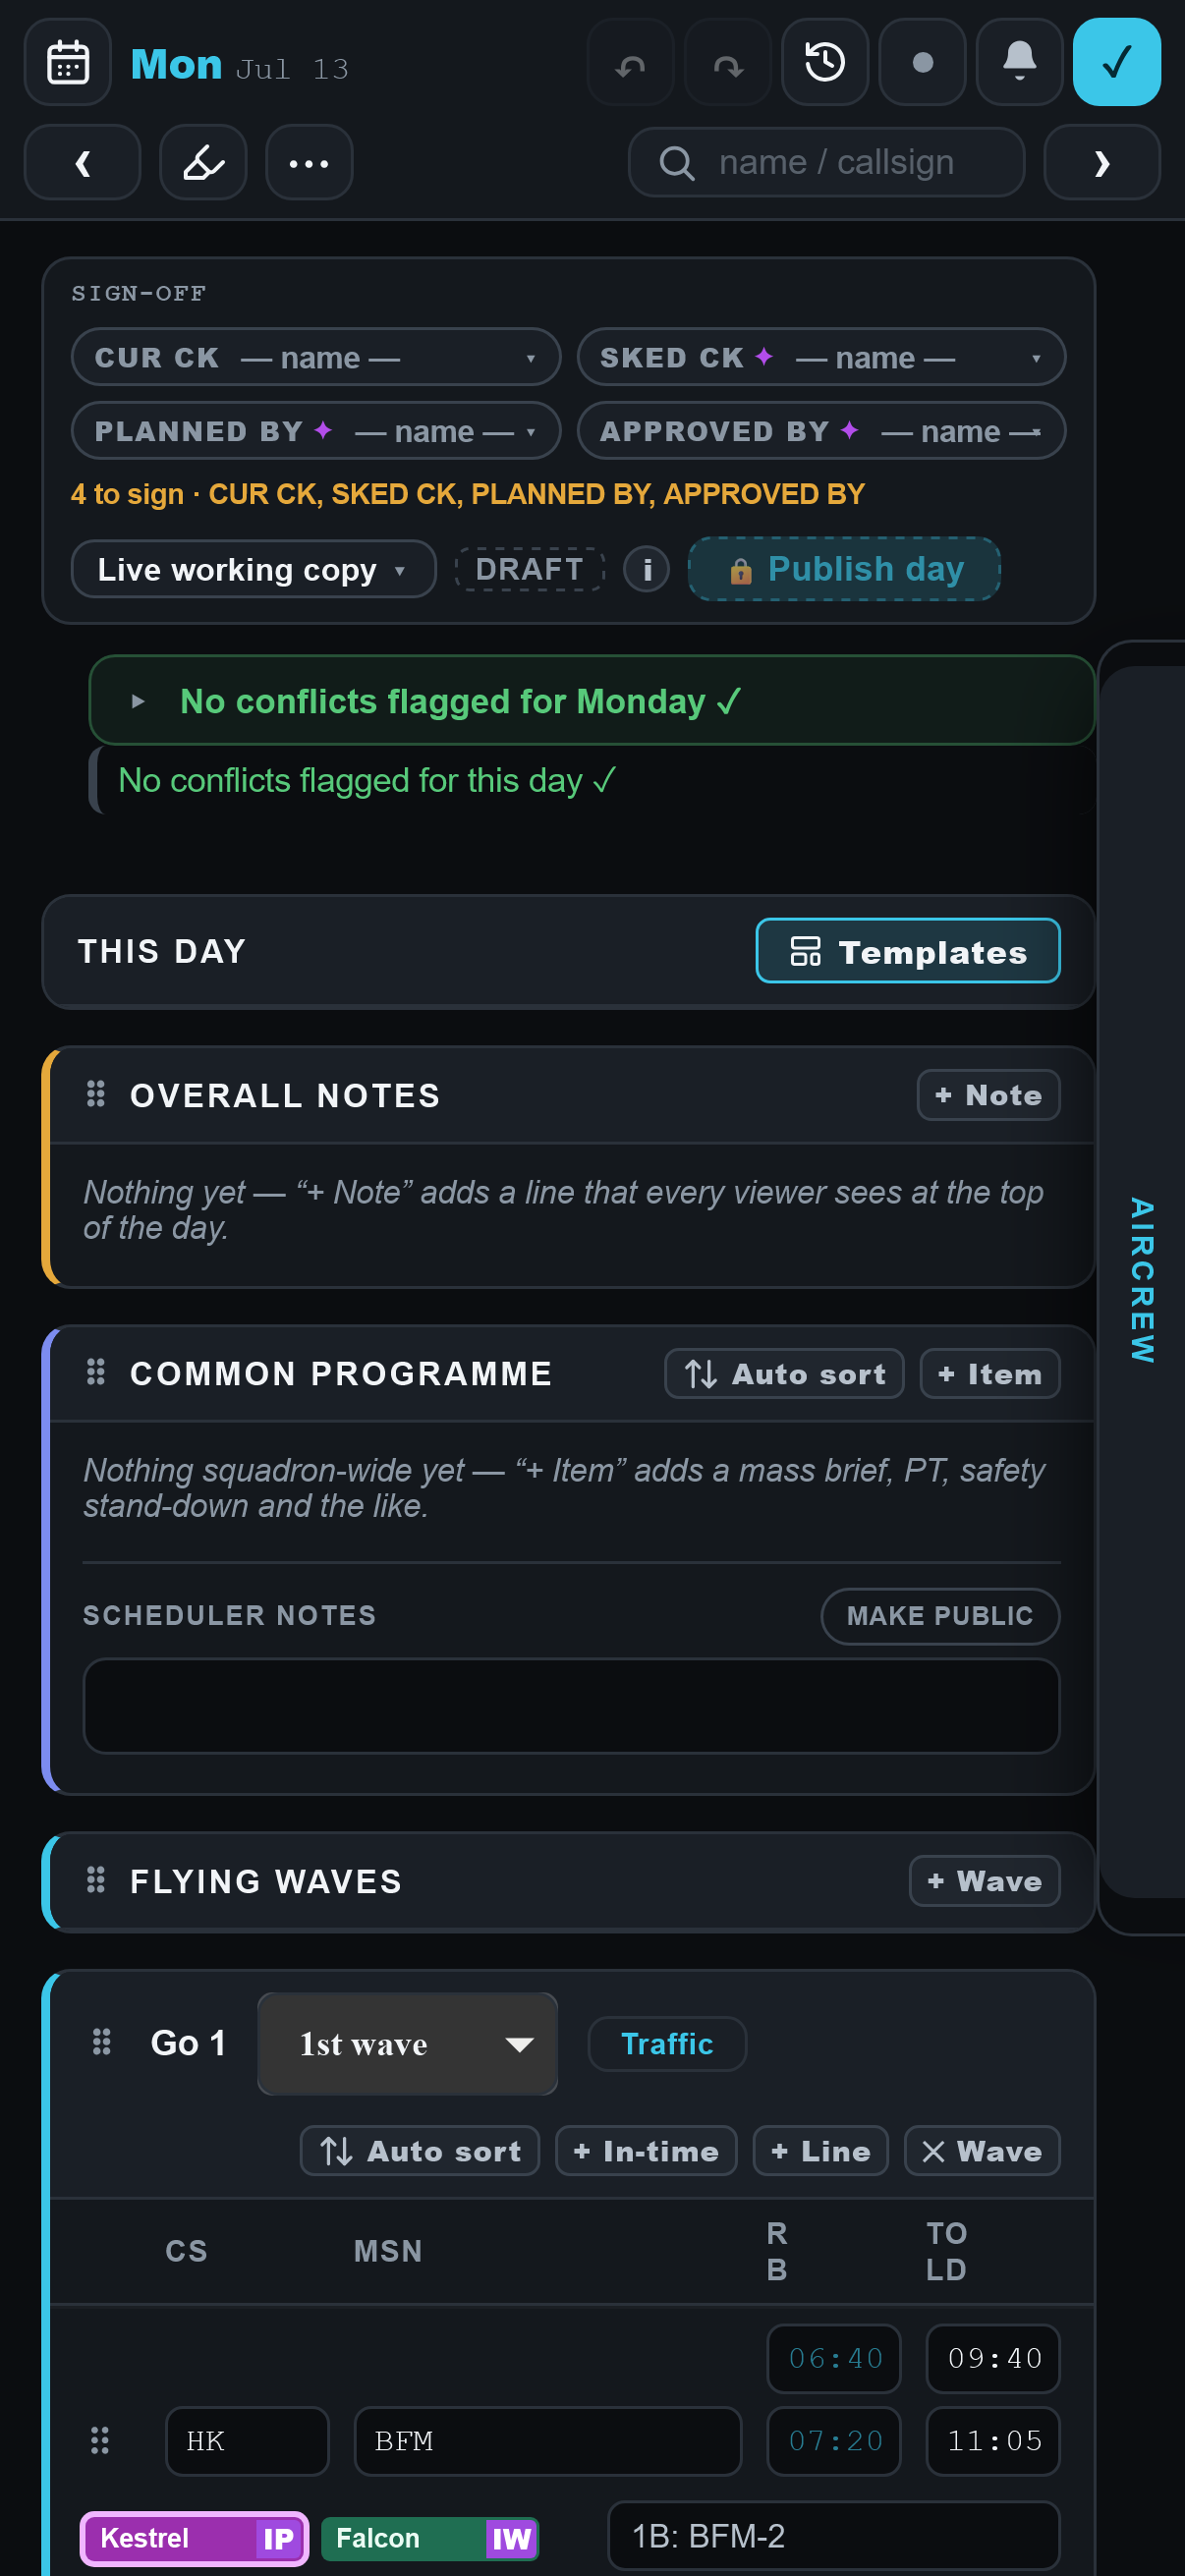 Mon Jul 13
name / callsign
SIGN-OFF
CUR CK — name —
SKED CK ✦ — name —
PLANNED BY ✦ — name —
APPROVED BY ✦ — name —
4 to sign · CUR CK, SKED CK, PLANNED BY, APPROVED BY
Live working copy DRAFT i Publish day
No conflicts flagged for Monday ✓
No conflicts flagged for this day ✓
THIS DAY Templates
OVERALL NOTES + Note
Nothing yet — “+ Note” adds a line that every viewer sees at the top
of the day.
AIRCREW
COMMON PROGRAMME Auto sort + Item
Nothing squadron-wide yet — “+ Item” adds a mass brief, PT, safety
stand-down and the like.
SCHEDULER NOTES MAKE PUBLIC
FLYING WAVES + Wave
Go 1 1st wave Traffic
Auto sort + In-time + Line × Wave
CS MSN R TO
B LD
06:40 09:40
HK BFM 07:20 11:05
Kestrel IP Falcon IW 1B: BFM-2